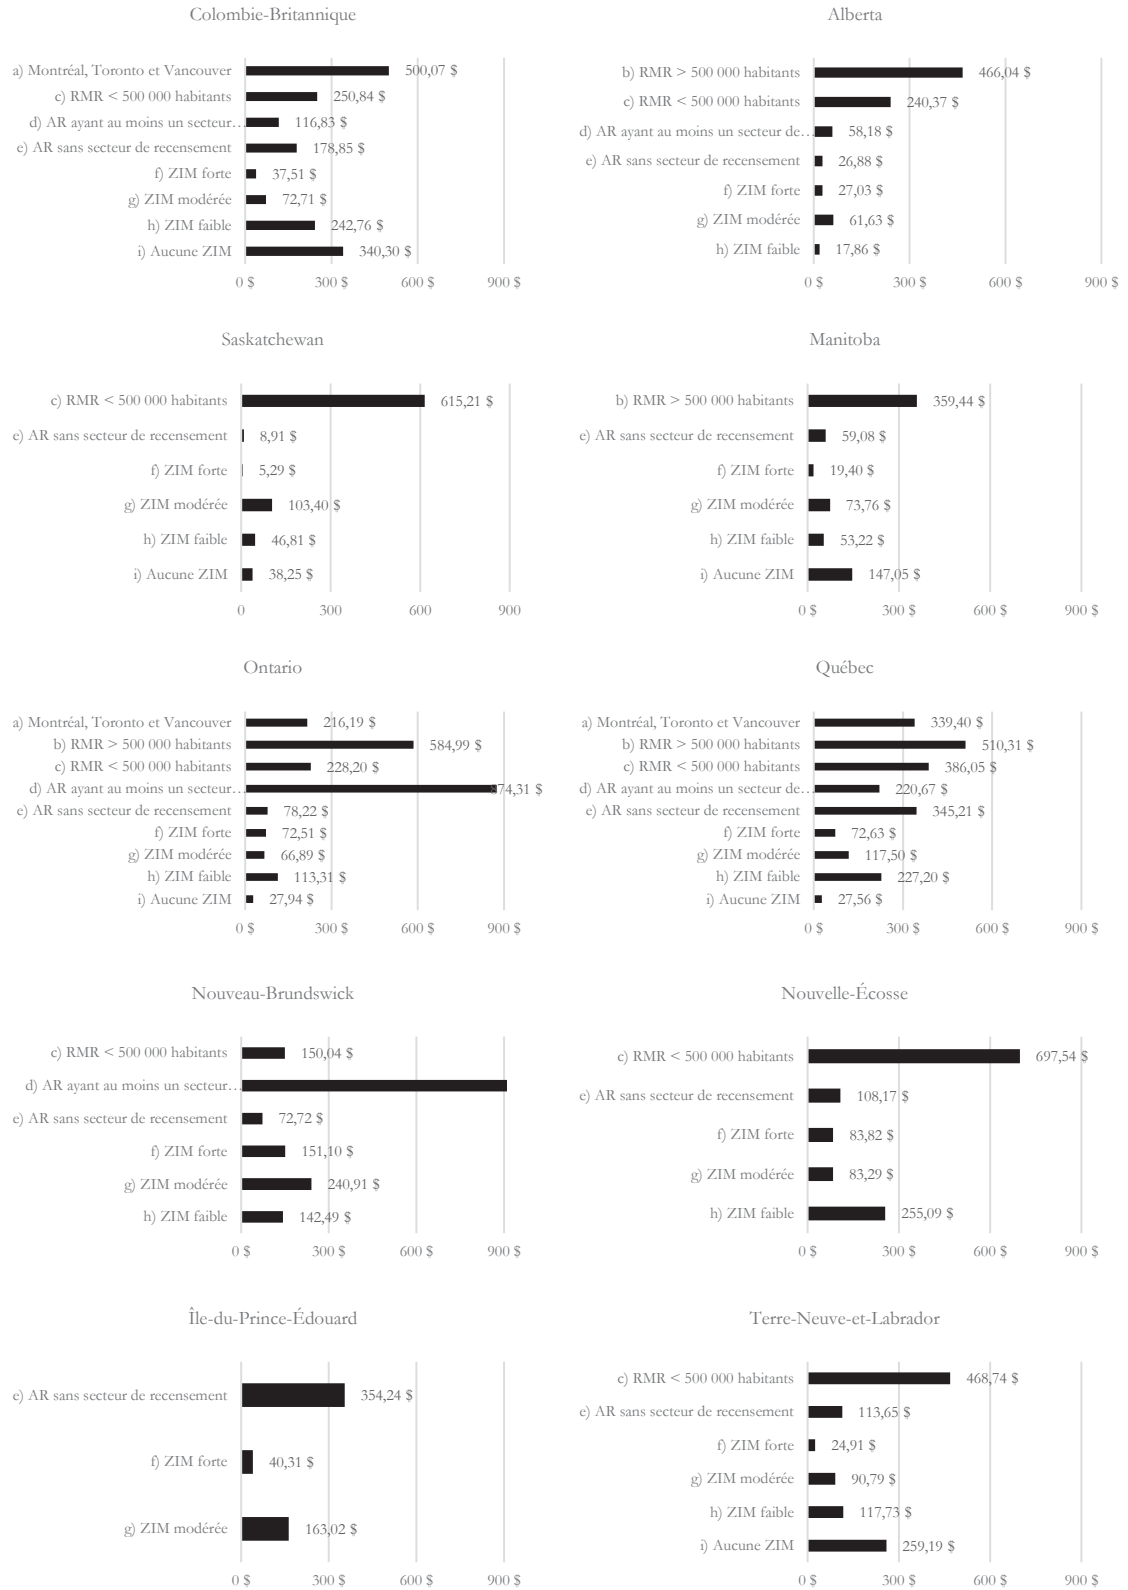 Colombie-Britannique
a) Montréal, Toronto et Vancouver 500,07 $
c) RMR < 500 000 habitants 250,84 $
d) AR ayant au moins un secteur… 116,83 $
e) AR sans secteur de recensement 178,85 $
f) ZIM forte 37,51 $
g) ZIM modérée 72,71 $
h) ZIM faible 242,76 $
i) Aucune ZIM 340,30 $
0 $ 300 $ 600 $ 900 $
Alberta
b) RMR > 500 000 habitants 466,04 $
c) RMR < 500 000 habitants 240,37 $
d) AR ayant au moins un secteur de… 58,18 $
e) AR sans secteur de recensement 26,88 $
f) ZIM forte 27,03 $
g) ZIM modérée 61,63 $
h) ZIM faible 17,86 $
0 $ 300 $ 600 $ 900 $
Saskatchewan
c) RMR < 500 000 habitants 615,21 $
e) AR sans secteur de recensement 8,91 $
f) ZIM forte 5,29 $
g) ZIM modérée 103,40 $
h) ZIM faible 46,81 $
i) Aucune ZIM 38,25 $
0 300 600 900
Manitoba
b) RMR > 500 000 habitants 359,44 $
e) AR sans secteur de recensement 59,08 $
f) ZIM forte 19,40 $
g) ZIM modérée 73,76 $
h) ZIM faible 53,22 $
i) Aucune ZIM 147,05 $
0 $ 300 $ 600 $ 900 $
Ontario
a) Montréal, Toronto et Vancouver 216,19 $
b) RMR > 500 000 habitants 584,99 $
c) RMR < 500 000 habitants 228,20 $
d) AR ayant au moins un secteur… 874,31 $
e) AR sans secteur de recensement 78,22 $
f) ZIM forte 72,51 $
g) ZIM modérée 66,89 $
h) ZIM faible 113,31 $
i) Aucune ZIM 27,94 $
0 $ 300 $ 600 $ 900 $
Québec
a) Montréal, Toronto et Vancouver 339,40 $
b) RMR > 500 000 habitants 510,31 $
c) RMR < 500 000 habitants 386,05 $
d) AR ayant au moins un secteur de… 220,67 $
e) AR sans secteur de recensement 345,21 $
f) ZIM forte 72,63 $
g) ZIM modérée 117,50 $
h) ZIM faible 227,20 $
i) Aucune ZIM 27,56 $
0 $ 300 $ 600 $ 900 $
Nouveau-Brundswick
c) RMR < 500 000 habitants 150,04 $
d) AR ayant au moins un secteur…
e) AR sans secteur de recensement 72,72 $
f) ZIM forte 151,10 $
g) ZIM modérée 240,91 $
h) ZIM faible 142,49 $
0 $ 300 $ 600 $ 900 $
Nouvelle-Écosse
c) RMR < 500 000 habitants 697,54 $
e) AR sans secteur de recensement 108,17 $
f) ZIM forte 83,82 $
g) ZIM modérée 83,29 $
h) ZIM faible 255,09 $
0 $ 300 $ 600 $ 900 $
Île-du-Prince-Édouard
e) AR sans secteur de recensement 354,24 $
f) ZIM forte 40,31 $
g) ZIM modérée 163,02 $
0 $ 300 $ 600 $ 900 $
Terre-Neuve-et-Labrador
c) RMR < 500 000 habitants 468,74 $
e) AR sans secteur de recensement 113,65 $
f) ZIM forte 24,91 $
g) ZIM modérée 90,79 $
h) ZIM faible 117,73 $
i) Aucune ZIM 259,19 $
0 $ 300 $ 600 $ 900 $